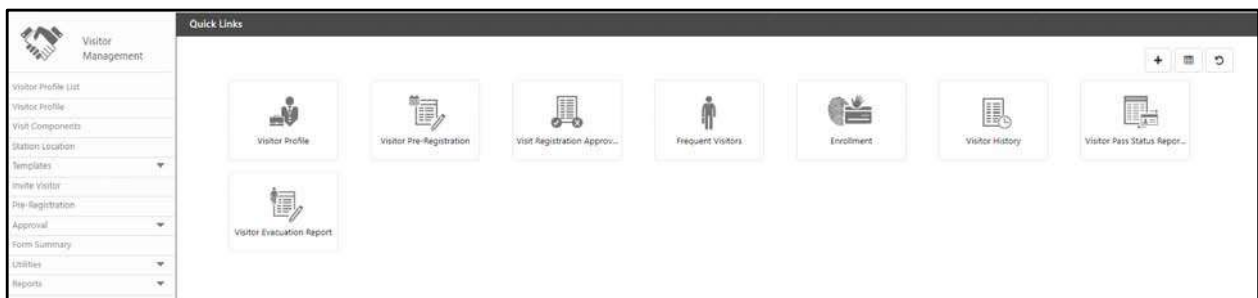 Visitor
Management
Visitor Profile List
Visitor Profile
Visit Components
Station Location
Templates
Invite Visitor
Pre-Registration
Approval
Form Summary
Utilities
Reports
Quick Links
Visitor Profile
Visitor Pre-Registration
Visit Registration Approv...
Frequent Visitors
Enrollment
Visitor History
Visitor Pass Status Repor...
Visitor Evacuation Report